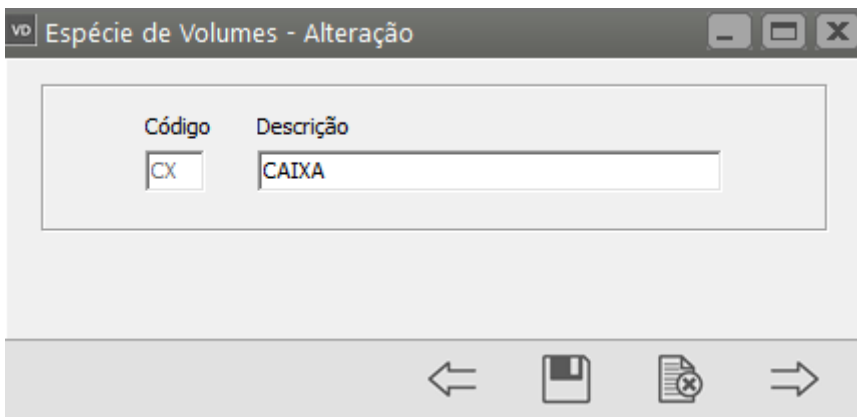 VD Espécie de Volumes - Alteração
Código Descrição
CX CAIXA